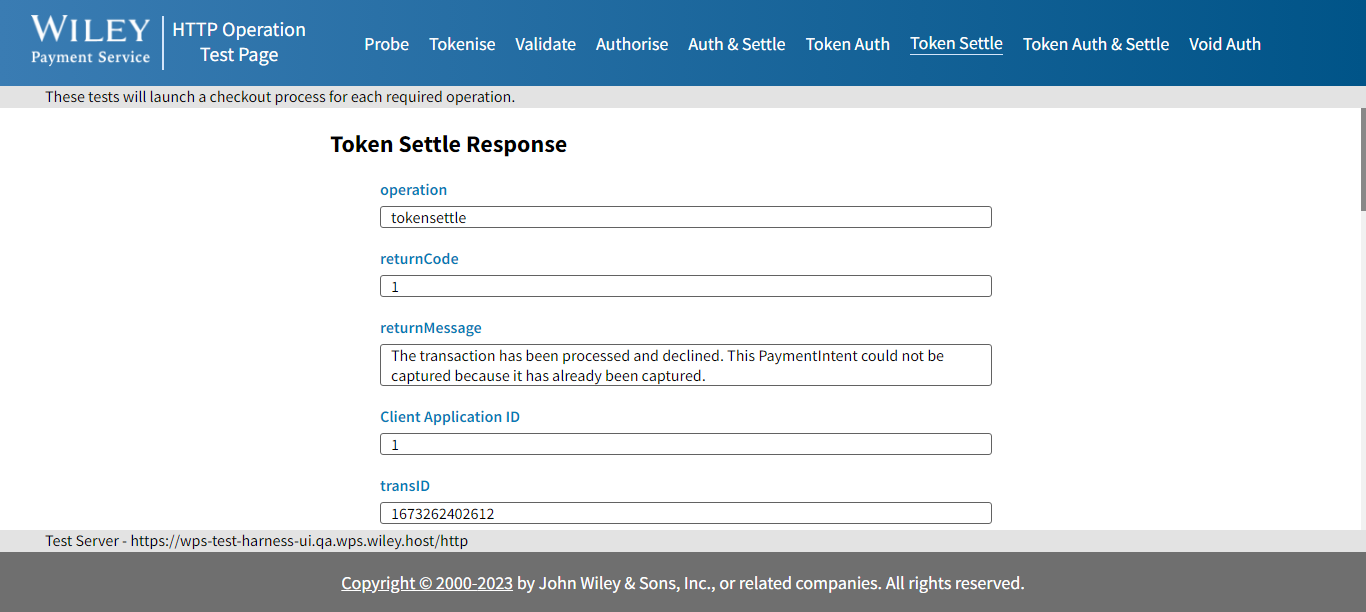 WILEY
Payment Service
HTTP Operation
Test Page
Probe Tokenise Validate Authorise Auth & Settle Token Auth Token Settle Token Auth & Settle Void Auth
These tests will launch a checkout process for each required operation.
Token Settle Response
operation
tokensettle
returnCode
1
returnMessage
The transaction has been processed and declined. This PaymentIntent could not be
captured because it has already been captured.
Client Application ID
1
transID
1673262402612
Test Server - https://wps-test-harness-ui.qa.wps.wiley.host/http
Copyright © 2000-2023 by John Wiley & Sons, Inc., or related companies. All rights reserved.